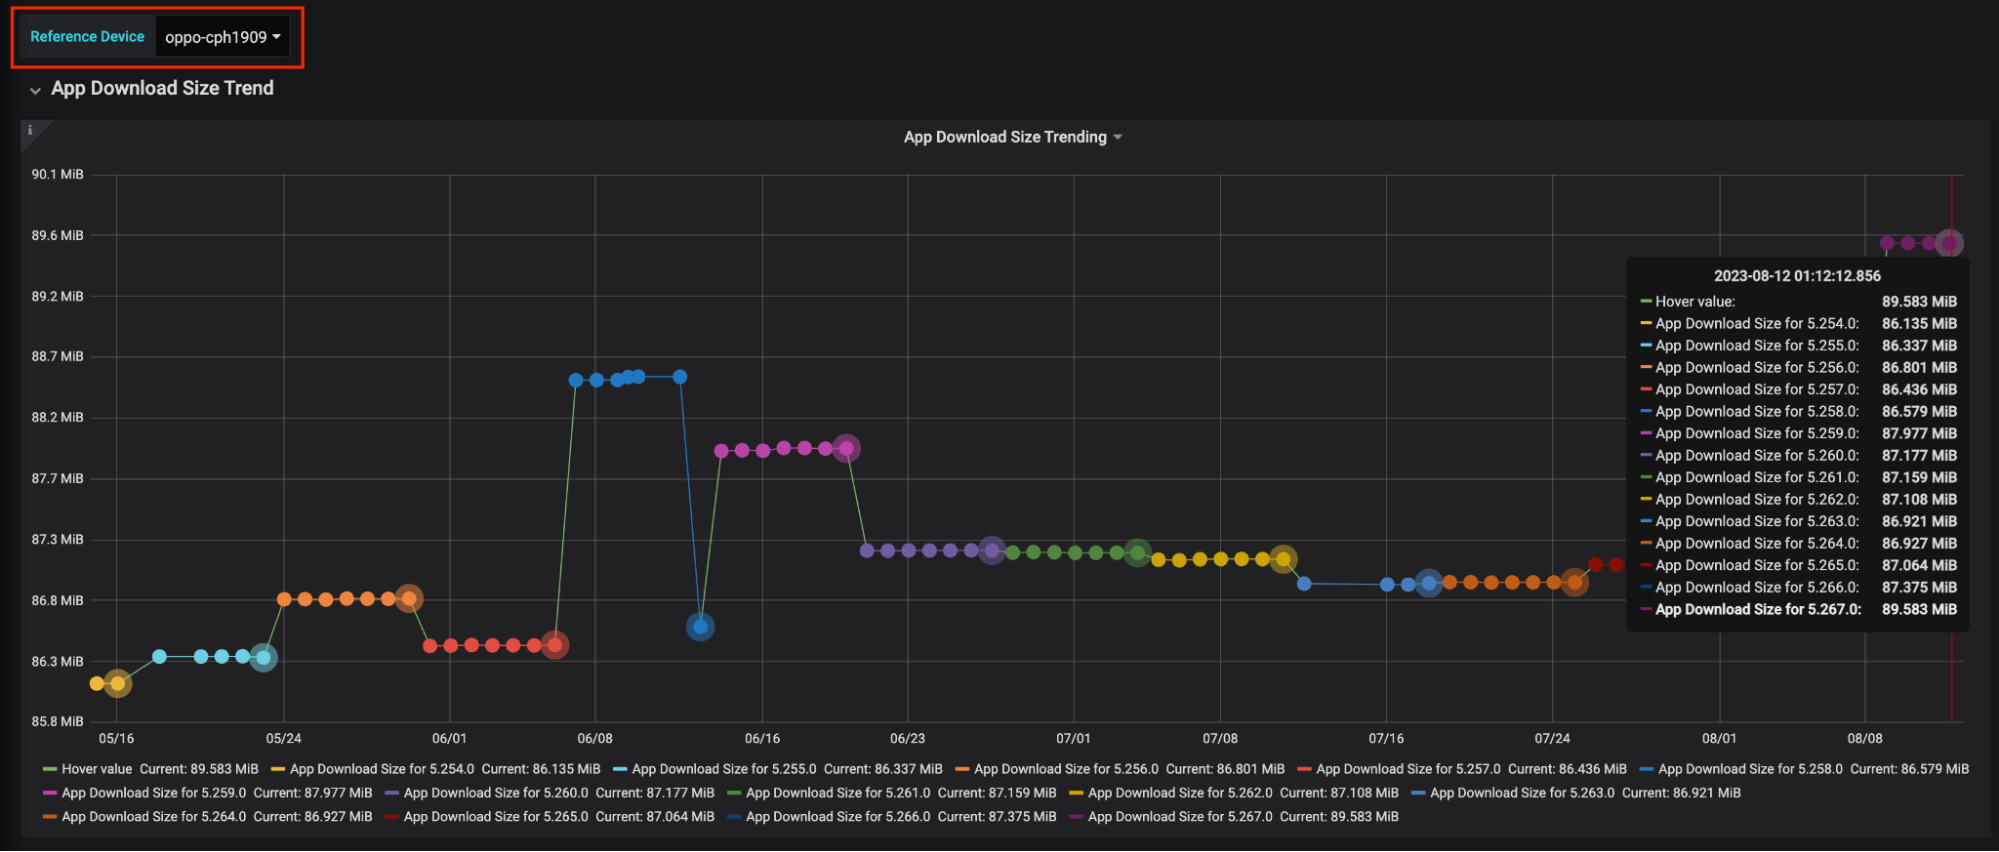 Reference Device oppo-cph1909
App Download Size Trend
i
App Download Size Trending
90.1 MiB
89.6 MiB
89.2 MiB
88.7 MiB
88.2 MiB
87.7 MiB
87.3 MiB
86.8 MiB
86.3 MiB
85.8 MiB
05/16 05/24 06/01 06/08 06/16 06/23 07/01 07/08 07/16 07/24 08/01 08/08
2023-08-12 01:12:12.856
Hover value: 89.583 MiB
App Download Size for 5.254.0: 86.135 MiB
App Download Size for 5.255.0: 86.337 MiB
App Download Size for 5.256.0: 86.801 MiB
App Download Size for 5.257.0: 86.436 MiB
App Download Size for 5.258.0: 86.579 MiB
App Download Size for 5.259.0: 87.977 MiB
App Download Size for 5.260.0: 87.177 MiB
App Download Size for 5.261.0: 87.159 MiB
App Download Size for 5.262.0: 87.108 MiB
App Download Size for 5.263.0: 86.921 MiB
App Download Size for 5.264.0: 86.927 MiB
App Download Size for 5.265.0: 87.064 MiB
App Download Size for 5.266.0: 87.375 MiB
App Download Size for 5.267.0: 89.583 MiB
Hover value Current: 89.583 MiB App Download Size for 5.254.0 Current: 86.135 MiB App Download Size for 5.255.0 Current: 86.337 MiB App Download Size for 5.256.0 Current: 86.801 MiB App Download Size for 5.257.0 Current: 86.436 MiB App Download Size for 5.258.0 Current: 86.579 MiB
App Download Size for 5.259.0 Current: 87.977 MiB App Download Size for 5.260.0 Current: 87.177 MiB App Download Size for 5.261.0 Current: 87.159 MiB App Download Size for 5.262.0 Current: 87.108 MiB App Download Size for 5.263.0 Current: 86.921 MiB
App Download Size for 5.264.0 Current: 86.927 MiB App Download Size for 5.265.0 Current: 87.064 MiB App Download Size for 5.266.0 Current: 87.375 MiB App Download Size for 5.267.0 Current: 89.583 MiB